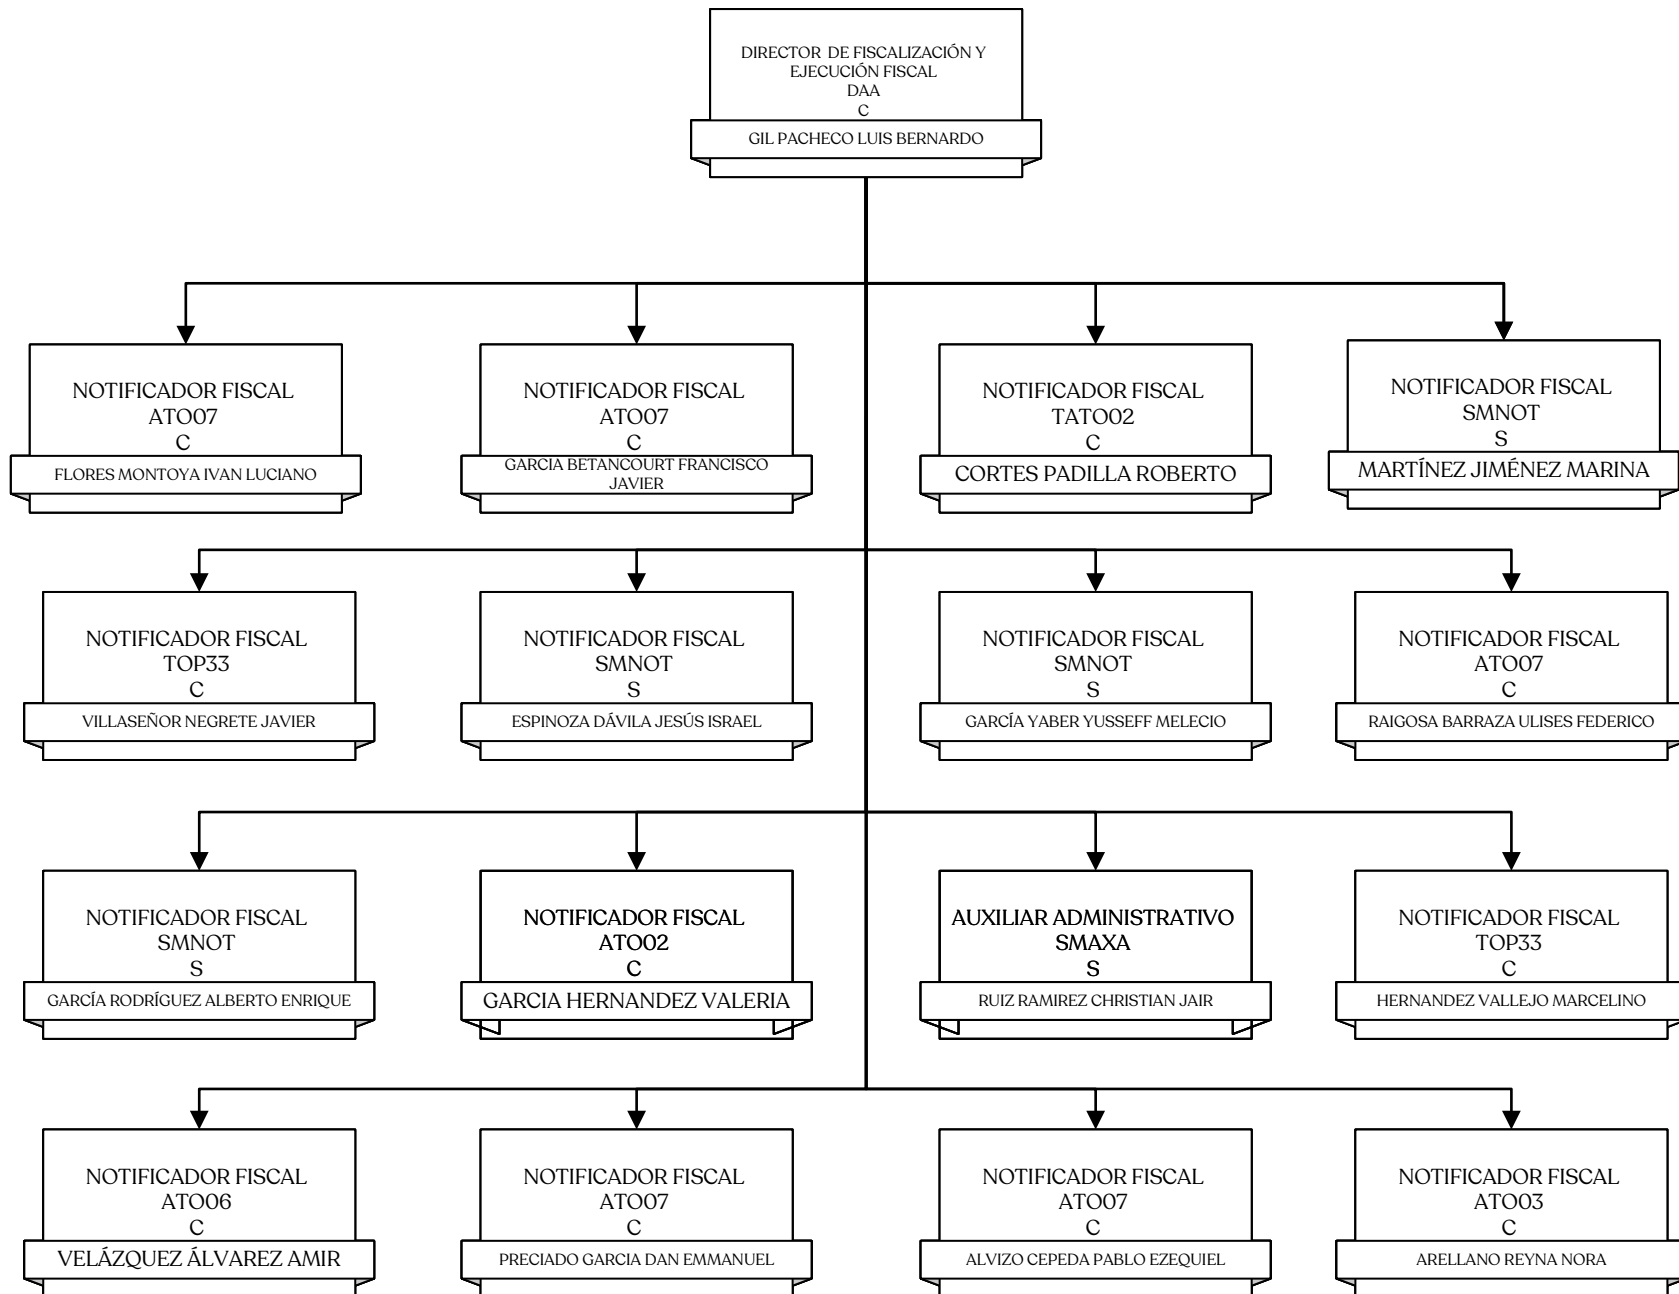 DIRECTOR DE FISCALIZACIÓN Y
EJECUCIÓN FISCAL
DAA
C
GIL PACHECO LUIS BERNARDO
NOTIFICADOR FISCAL
ATO07
C
FLORES MONTOYA IVAN LUCIANO
NOTIFICADOR FISCAL
ATO07
C
GARCIA BETANCOURT FRANCISCO
JAVIER
NOTIFICADOR FISCAL
TATO02
C
CORTES PADILLA ROBERTO
NOTIFICADOR FISCAL
SMNOT
S
MARTÍNEZ JIMÉNEZ MARINA
NOTIFICADOR FISCAL
TOP33
C
VILLASEÑOR NEGRETE JAVIER
NOTIFICADOR FISCAL
SMNOT
S
ESPINOZA DÁVILA JESÚS ISRAEL
NOTIFICADOR FISCAL
SMNOT
S
GARCÍA YABER YUSSEFF MELECIO
NOTIFICADOR FISCAL
ATO07
C
RAIGOSA BARRAZA ULISES FEDERICO
NOTIFICADOR FISCAL
SMNOT
S
GARCÍA RODRÍGUEZ ALBERTO ENRIQUE
NOTIFICADOR FISCAL
ATO02
C
GARCIA HERNANDEZ VALERIA
AUXILIAR ADMINISTRATIVO
SMAXA
S
RUIZ RAMIREZ CHRISTIAN JAIR
NOTIFICADOR FISCAL
TOP33
C
HERNANDEZ VALLEJO MARCELINO
NOTIFICADOR FISCAL
ATO06
C
VELÁZQUEZ ÁLVAREZ AMIR
NOTIFICADOR FISCAL
ATO07
C
PRECIADO GARCIA DAN EMMANUEL
NOTIFICADOR FISCAL
ATO07
C
ALVIZO CEPEDA PABLO EZEQUIEL
NOTIFICADOR FISCAL
ATO03
C
ARELLANO REYNA NORA